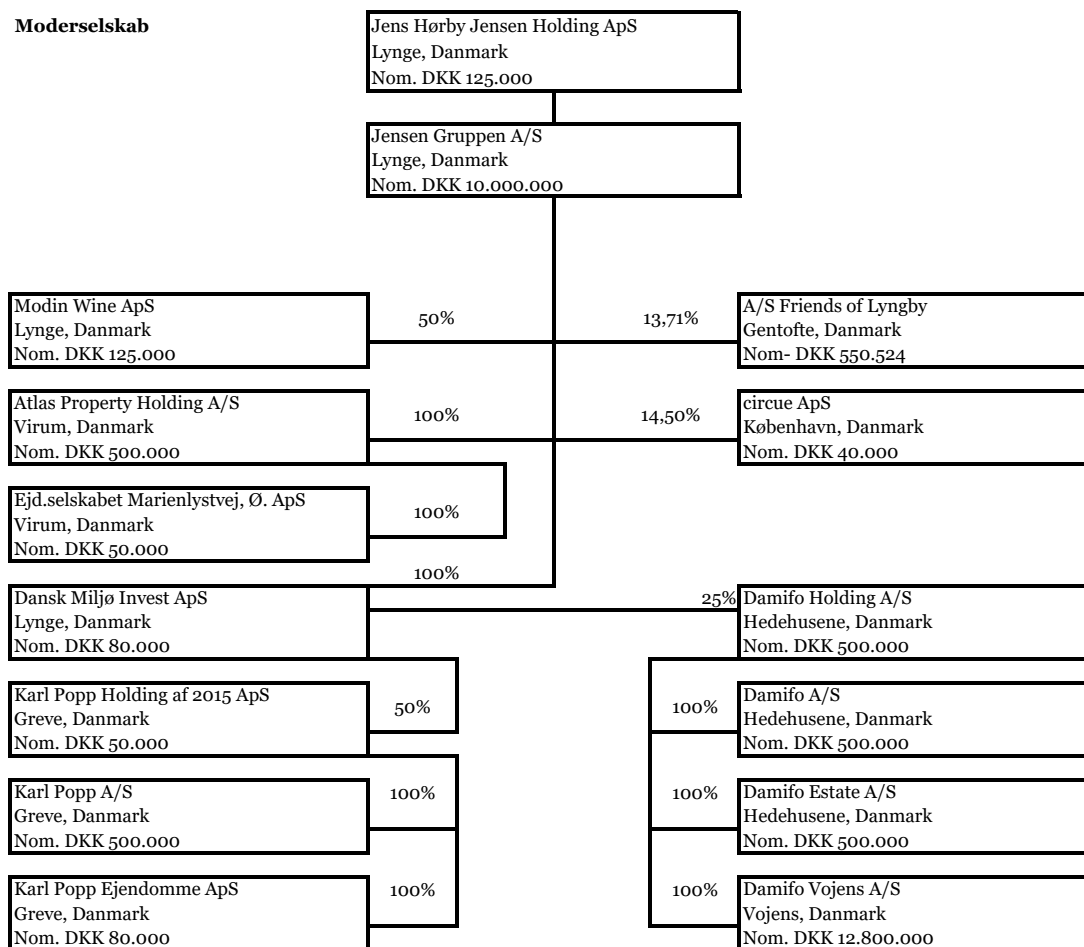 Moderselskab
Jens Hørby Jensen Holding ApS
Lynge, Danmark
Nom. DKK 125.000
Jensen Gruppen A/S
Lynge, Danmark
Nom. DKK 10.000.000
Modin Wine ApS
Lynge, Danmark
Nom. DKK 125.000
50%
13,71%
A/S Friends of Lyngby
Gentofte, Danmark
Nom- DKK 550.524
Atlas Property Holding A/S
Virum, Danmark
Nom. DKK 500.000
100%
14,50%
circue ApS
København, Danmark
Nom. DKK 40.000
Ejd.selskabet Marienlystvej, Ø. ApS
Virum, Danmark
Nom. DKK 50.000
100%
100%
Dansk Miljø Invest ApS
Lynge, Danmark
Nom. DKK 80.000
25%
Damifo Holding A/S
Hedehusene, Danmark
Nom. DKK 500.000
Karl Popp Holding af 2015 ApS
Greve, Danmark
Nom. DKK 50.000
50%
100%
Damifo A/S
Hedehusene, Danmark
Nom. DKK 500.000
Karl Popp A/S
Greve, Danmark
Nom. DKK 500.000
100%
100%
Damifo Estate A/S
Hedehusene, Danmark
Nom. DKK 500.000
Karl Popp Ejendomme ApS
Greve, Danmark
Nom. DKK 80.000
100%
100%
Damifo Vojens A/S
Vojens, Danmark
Nom. DKK 12.800.000